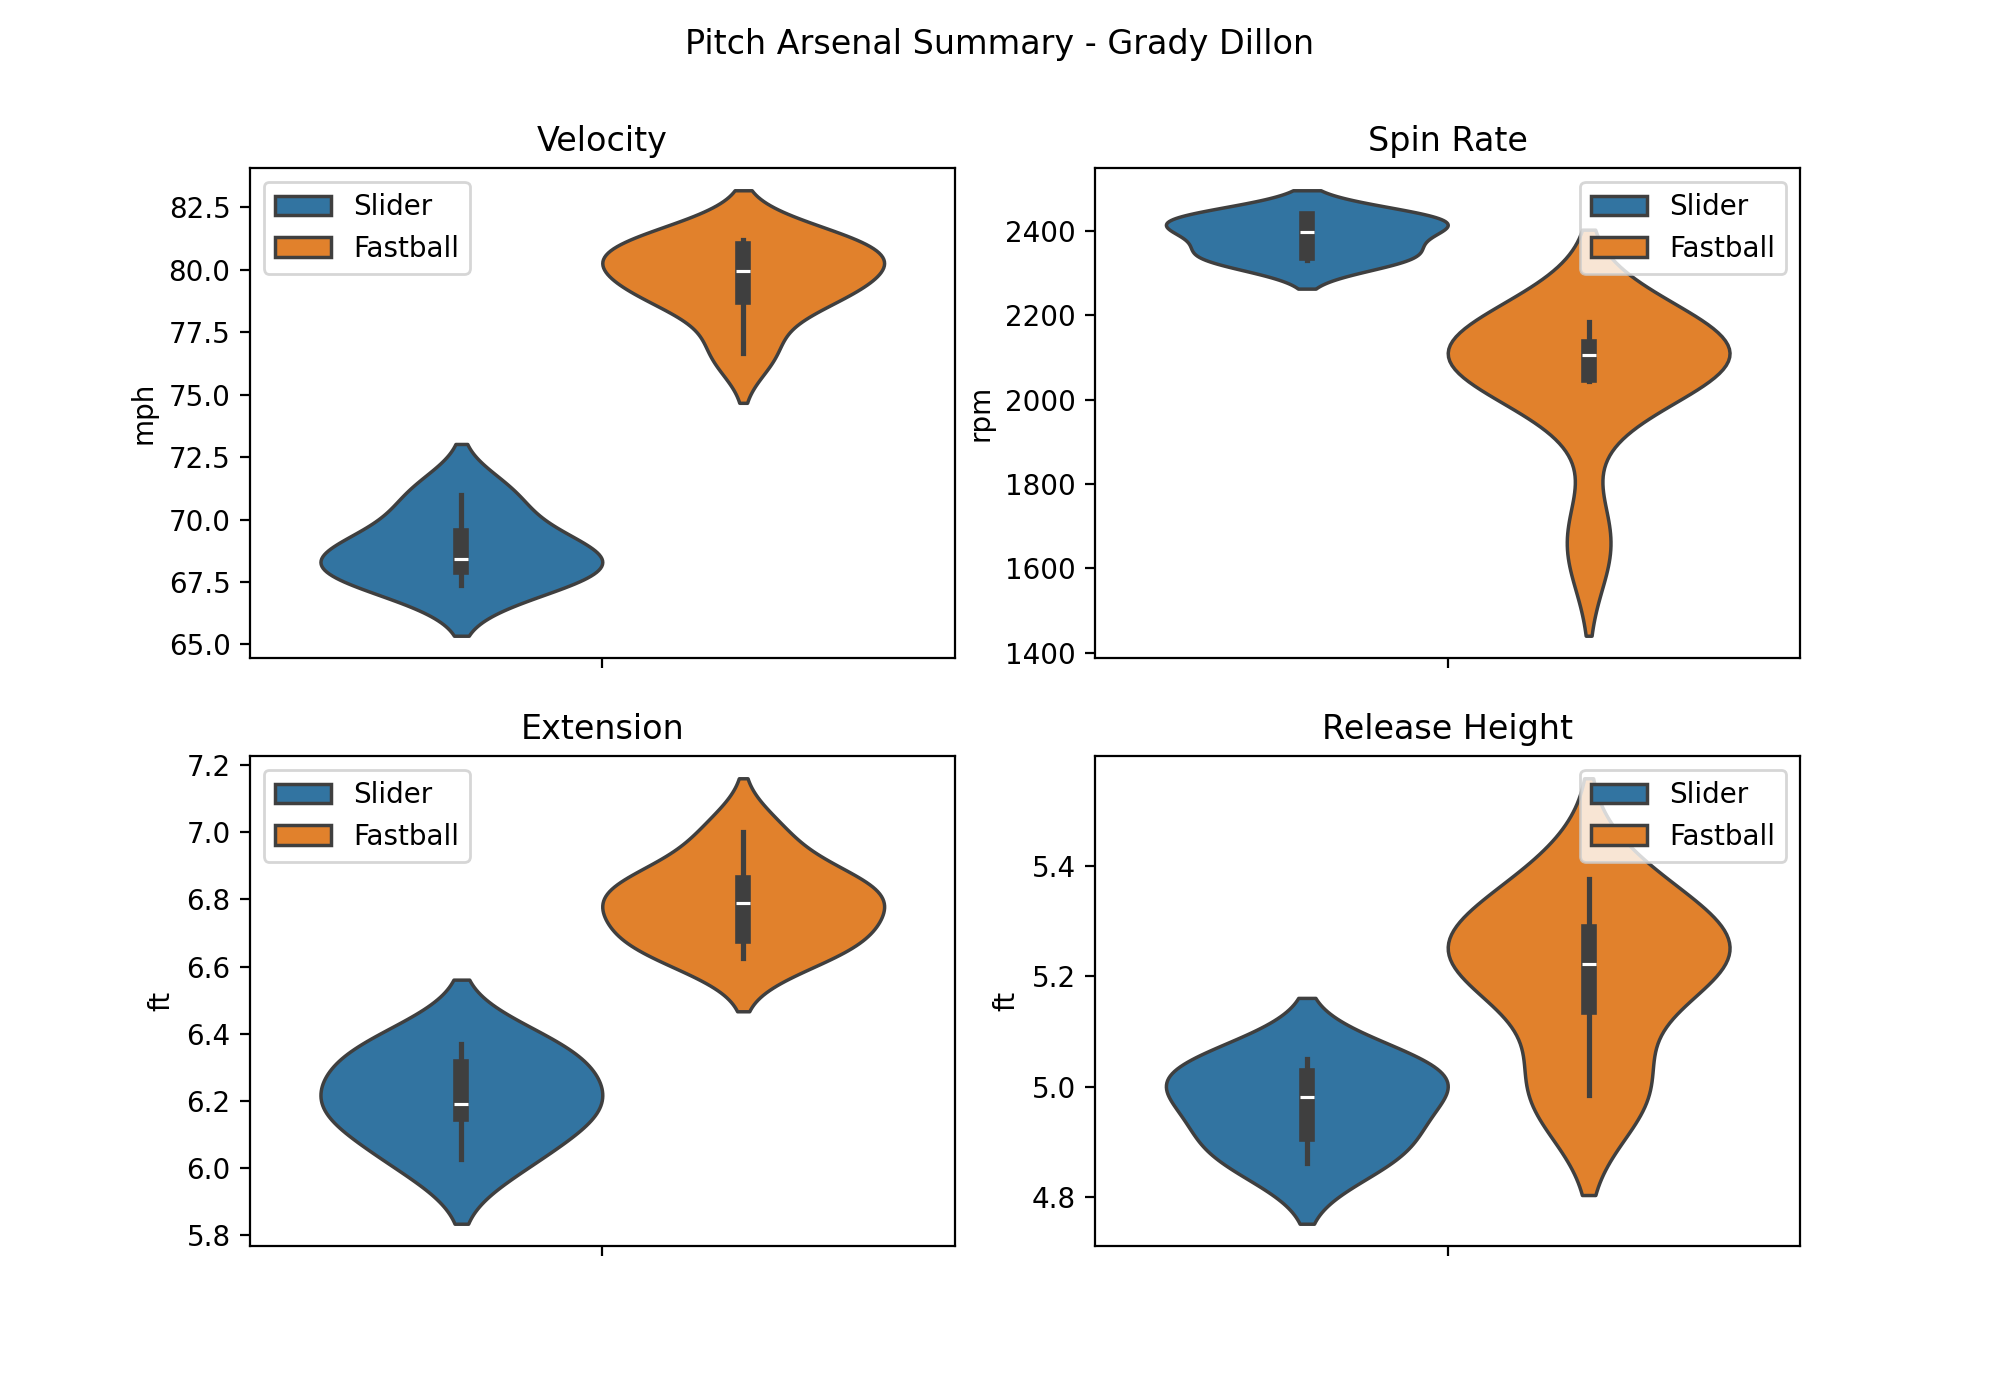 Pitch Arsenal Summary - Grady Dillon
Velocity
Slider
Fastball
82.5
80.0
77.5
75.0
72.5
70.0
67.5
65.0
mph
Spin Rate
Slider
Fastball
2400
2200
2000
1800
1600
1400
rpm
Extension
Slider
Fastball
7.2
7.0
6.8
6.6
6.4
6.2
6.0
5.8
ft
Release Height
Slider
Fastball
5.4
5.2
5.0
4.8
ft